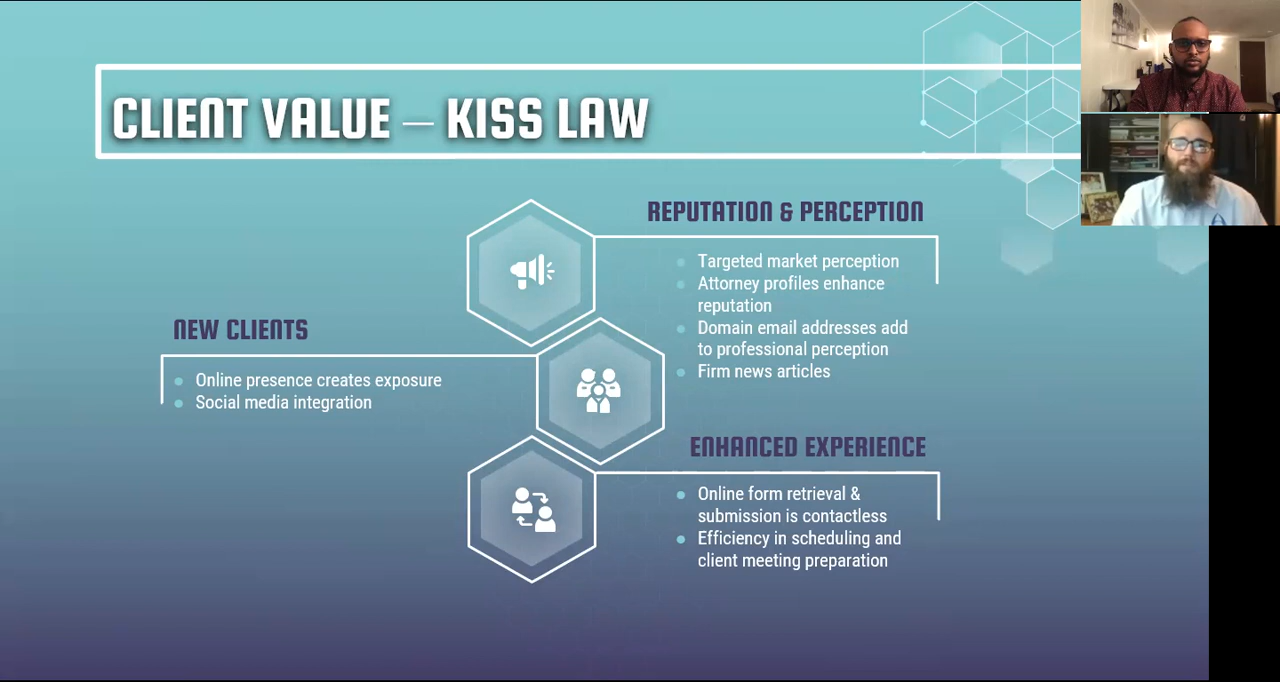 CLIENT VALUE – KISS LAW
REPUTATION & PERCEPTION
Targeted market perception
Attorney profiles enhance
reputation
Domain email addresses add
to professional perception
Firm news articles
NEW CLIENTS
Online presence creates exposure
Social media integration
ENHANCED EXPERIENCE
Online form retrieval &
submission is contactless
Efficiency in scheduling and
client meeting preparation